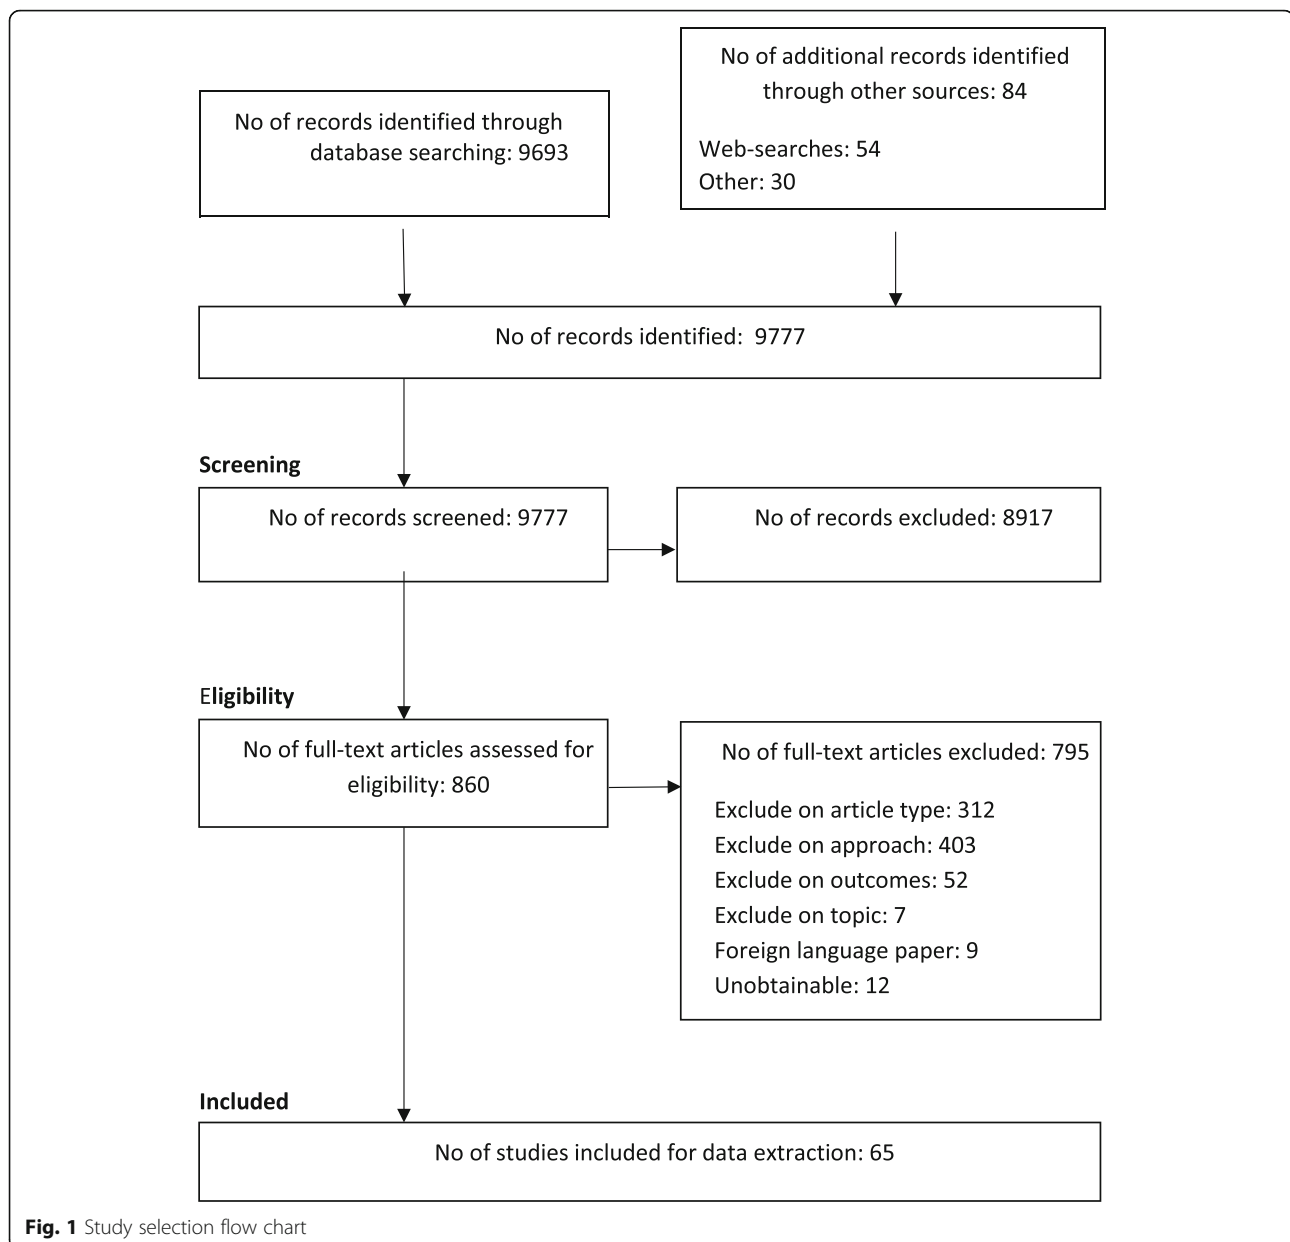 No of records identified through
database searching: 9693
No of additional records identified
through other sources: 84
Web-searches: 54
Other: 30
No of records identified: 9777
Screening
No of records screened: 9777
No of records excluded: 8917
Eligibility
No of full-text articles assessed for
eligibility: 860
No of full-text articles excluded: 795
Exclude on article type: 312
Exclude on approach: 403
Exclude on outcomes: 52
Exclude on topic: 7
Foreign language paper: 9
Unobtainable: 12
Included
No of studies included for data extraction: 65
Fig. 1 Study selection flow chart